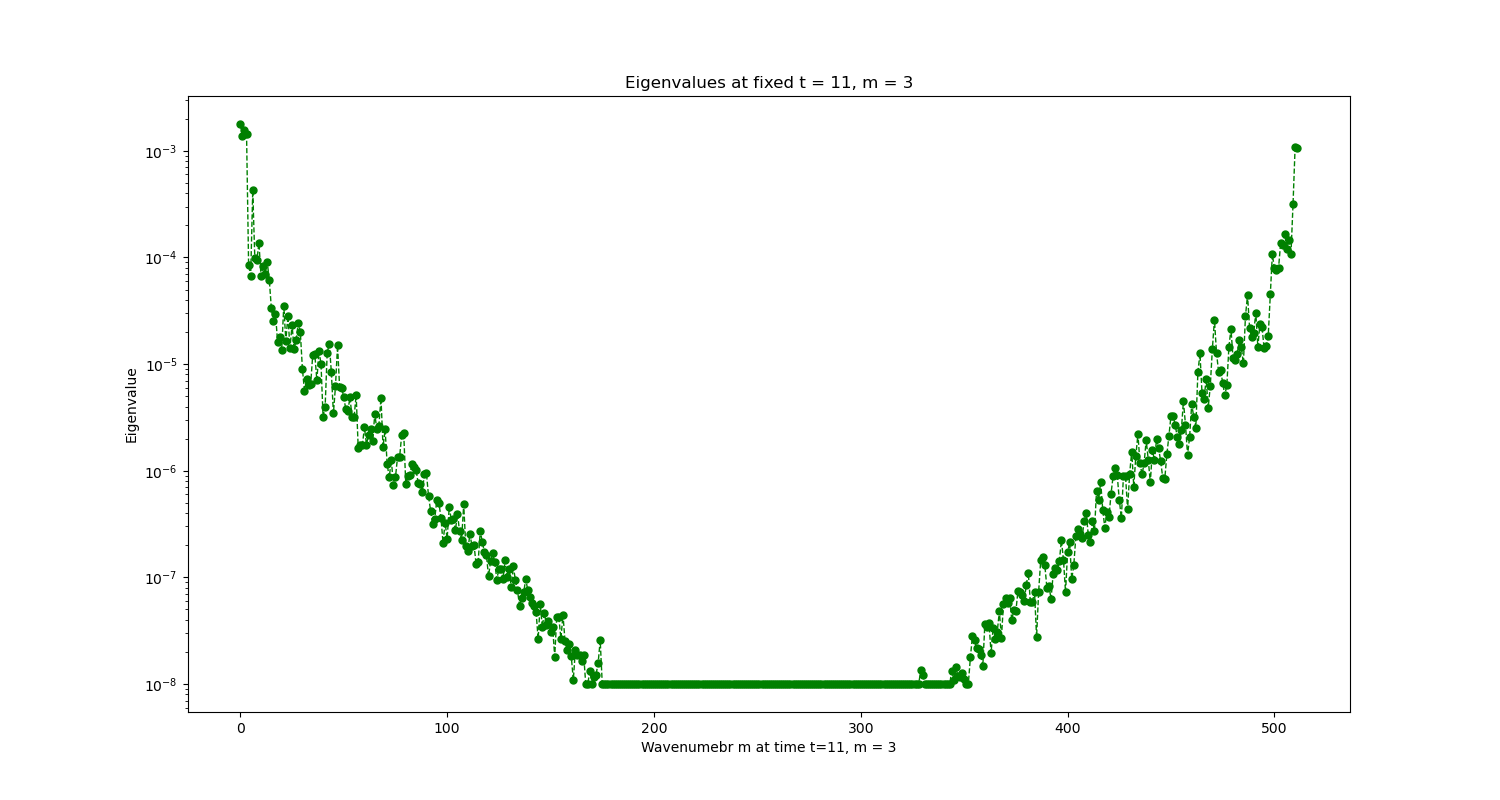 Eigenvalues at fixed t = 11, m = 3
10⁻³
10⁻⁴
10⁻⁵
10⁻⁶
10⁻⁷
10⁻⁸
Eigenvalue
0 100 200 300 400 500
Wavenumebr m at time t=11, m = 3